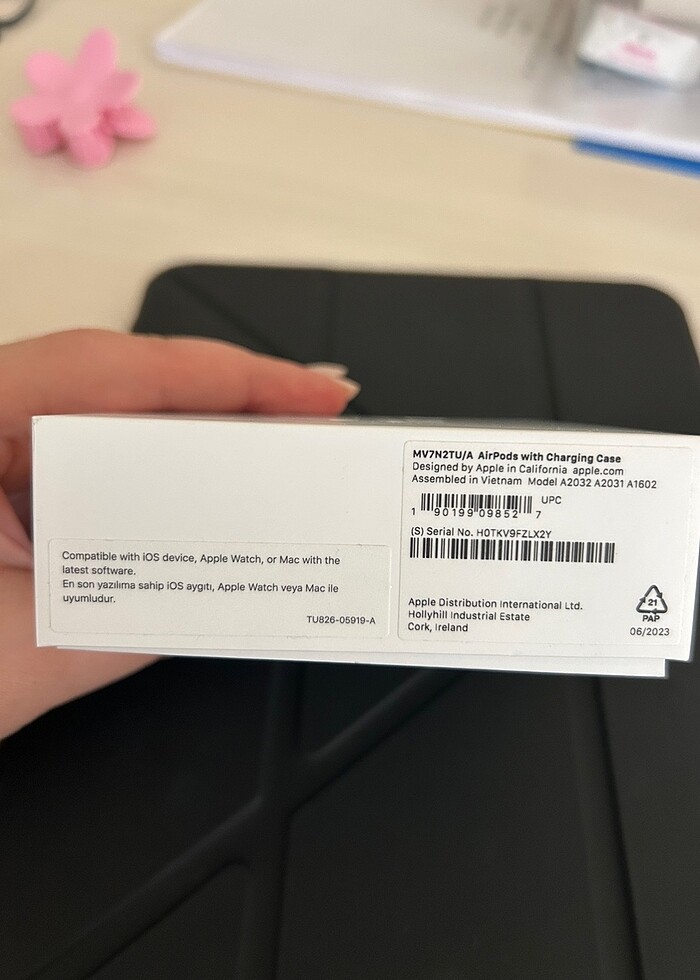 MV7N2TU/A AirPods with Charging Case
Designed by Apple in California apple.com
Assembled in Vietnam Model A2032 A2031 A1602
UPC
1 90199 09852 7
(S) Serial No. H0TKV9FZLX2Y
Compatible with iOS device, Apple Watch, or Mac with the
latest software.
En son yazılıma sahip iOS aygıtı, Apple Watch veya Mac ile
uyumludur.
TU826-05919-A
Apple Distribution International Ltd.
Hollyhill Industrial Estate
Cork, Ireland
21
PAP
06/2023